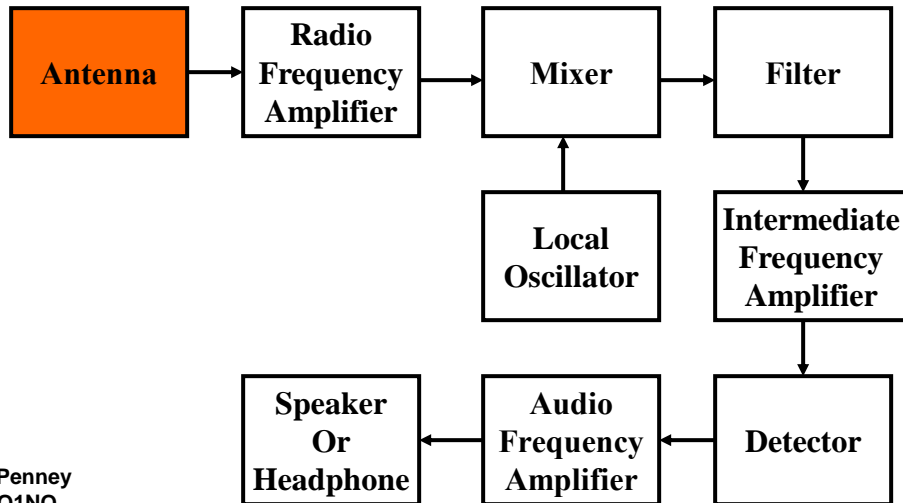 Antenna
Radio
Frequency
Amplifier
Mixer
Filter
Local
Oscillator
Intermediate
Frequency
Amplifier
Speaker
Or
Headphone
Audio
Frequency
Amplifier
Detector
Penney